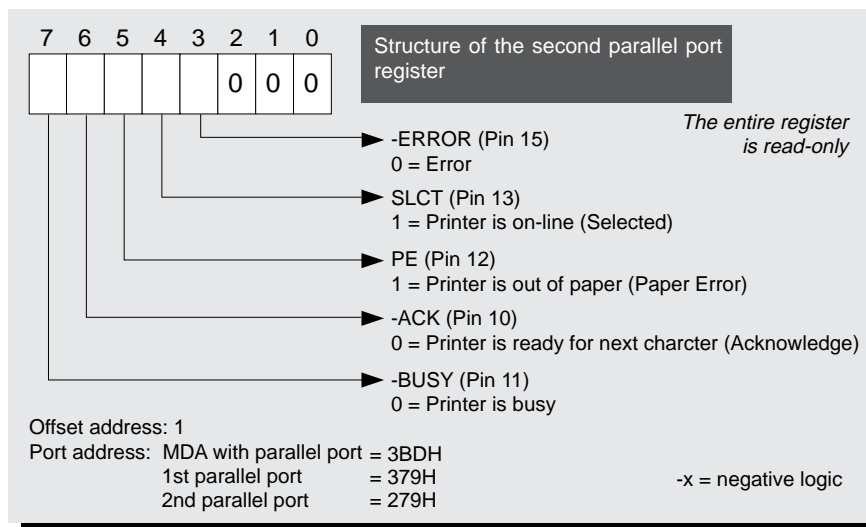 7 6 5 4 3 2 1 0
0 0 0
Structure of the second parallel port
register
The entire register
is read-only
-ERROR (Pin 15)
0 = Error
SLCT (Pin 13)
1 = Printer is on-line (Selected)
PE (Pin 12)
1 = Printer is out of paper (Paper Error)
-ACK (Pin 10)
0 = Printer is ready for next charcter (Acknowledge)
-BUSY (Pin 11)
0 = Printer is busy
Offset address: 1
Port address: MDA with parallel port = 3BDH
1st parallel port = 379H
2nd parallel port = 279H
-x = negative logic